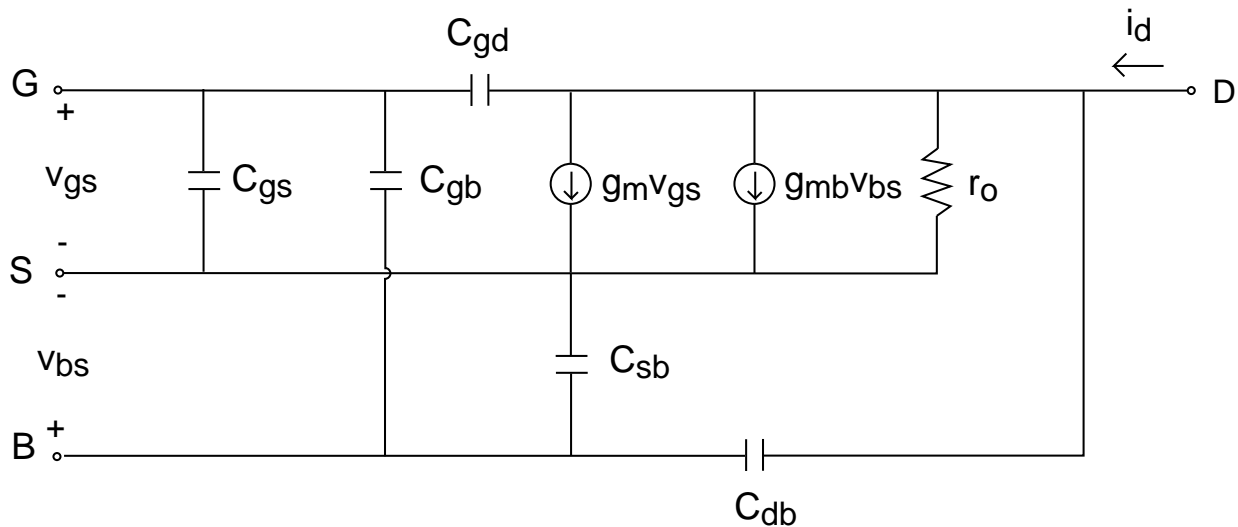 i_d
C_gd
G
D
+
v_gs
C_gs
C_gb
g_m v_gs
g_mb v_bs
r_o
-
S
-
v_bs
C_sb
+
B
C_db